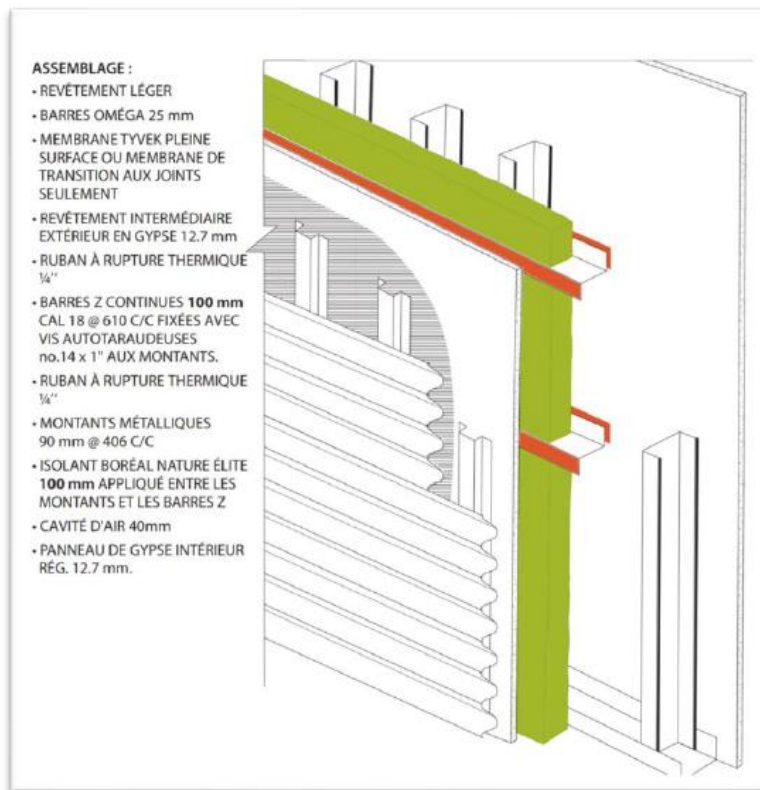 ASSEMBLAGE :
• REVÊTEMENT LÉGER
• BARRES OMÉGA 25 mm
• MEMBRANE TYVEK PLEINE
SURFACE OU MEMBRANE DE
TRANSITION AUX JOINTS
SEULEMENT
• REVÊTEMENT INTERMÉDIAIRE
EXTÉRIEUR EN GYPSE 12.7 mm
• RUBAN À RUPTURE THERMIQUE
¼’’
• BARRES Z CONTINUES 100 mm
CAL 18 @ 610 C/C FIXÉES AVEC
VIS AUTOTARAUDEUSES
no.14 x 1" AUX MONTANTS.
• RUBAN À RUPTURE THERMIQUE
¼’’
• MONTANTS MÉTALLIQUES
90 mm @ 406 C/C
• ISOLANT BORÉAL NATURE ÉLITE
100 mm APPLIQUÉ ENTRE LES
MONTANTS ET LES BARRES Z
• CAVITÉ D'AIR 40mm
• PANNEAU DE GYPSE INTÉRIEUR
RÉG. 12.7 mm.